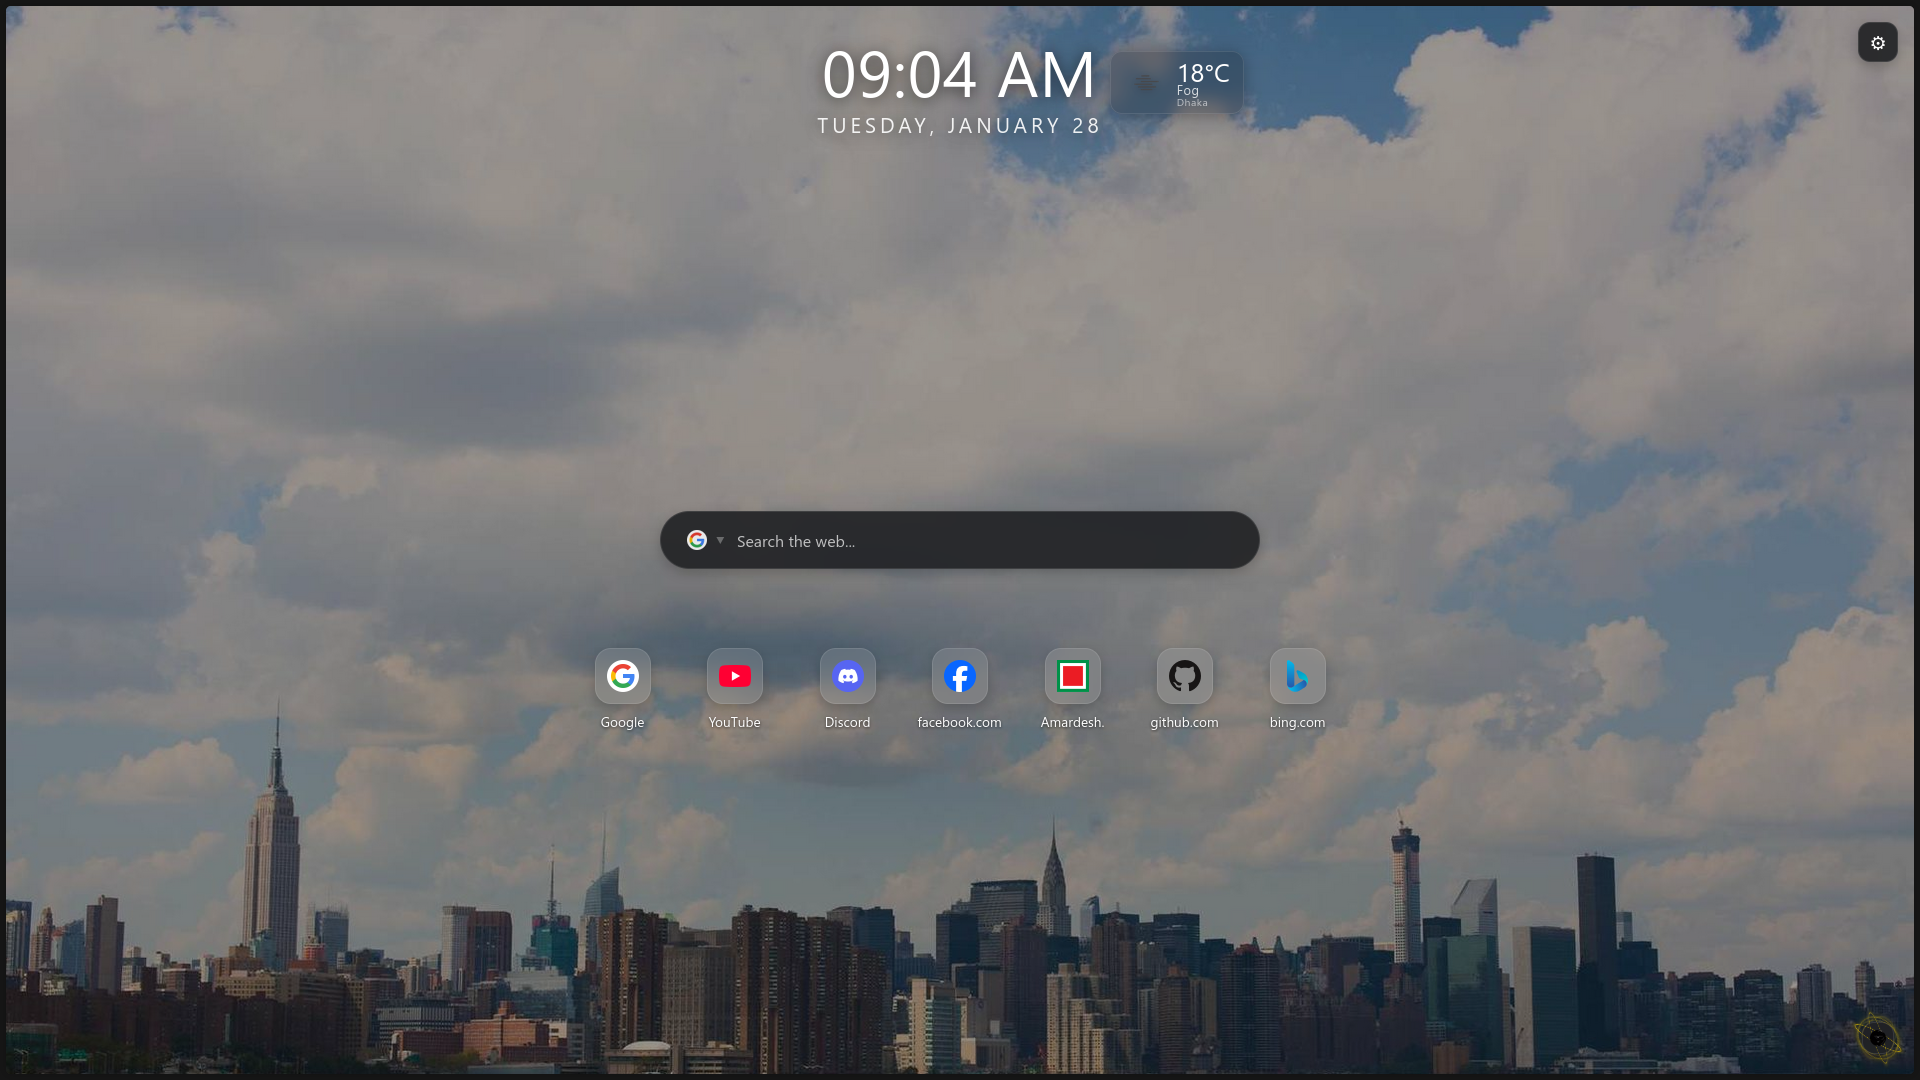 09:04 AM
TUESDAY, JANUARY 28
18°C
Fog
Dhaka
Search the web...
Google
YouTube
Discord
facebook.com
Amardesh.
github.com
bing.com
MetLife